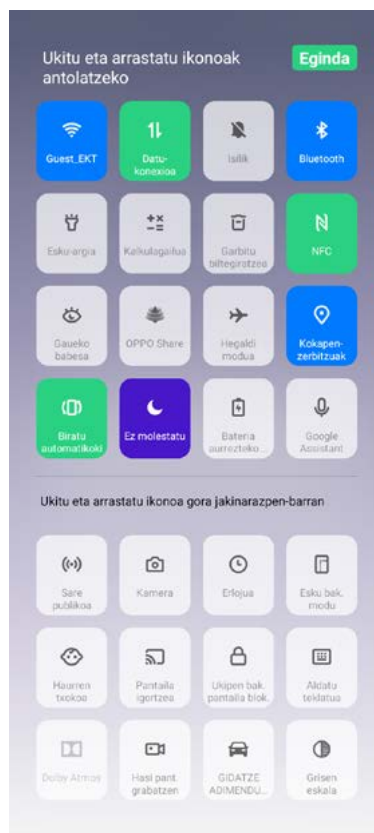 Ukitu eta arrastatu ikonoak
antolatzeko
Eginda
Guest_EKT
Datu-
konexioa
Isilik
Bluetooth
Esku-argia
Kalkulagailua
Garbitu
biltegiratzea
NFC
Gaueko
babesa
OPPO Share
Hegaldi
modua
Kokapen-
zerbitzuak
Biratu
automatikoki
Ez molestatu
Bateria
aurrezteko...
Google
Assistant
Ukitu eta arrastatu ikonoa gora jakinarazpen-barran
Sare
publikoa
Kamera
Erlojua
Esku bak.
modu
Haurren
txokoa
Pantaila
igortzea
Ukipen bak.
pantaila blok.
Aldatu
teklatua
Dolby Atmos
Hasi pant.
grabatzen
GIDATZE
ADIMENDU...
Grisen
eskala